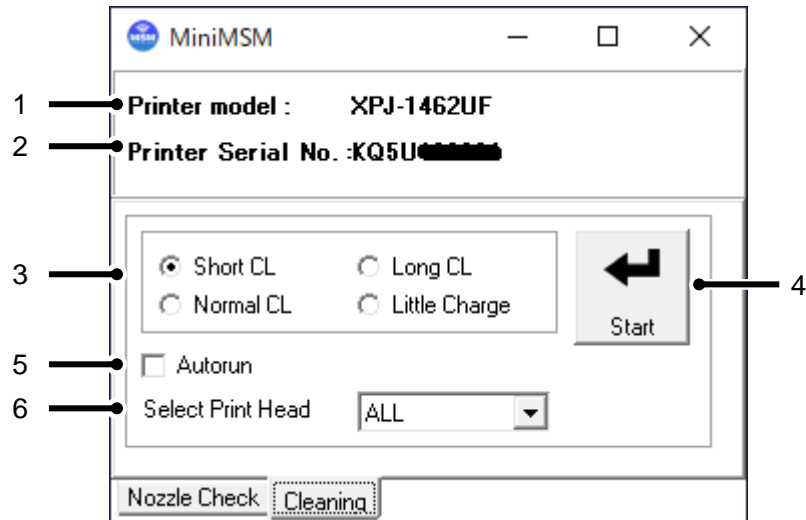 MSM MiniMSM
1 Printer model : XPJ-1462UF
2 Printer Serial No. :KQ5U
3 Short CL Long CL
Normal CL Little Charge
Start 4
5 Autorun
6 Select Print Head ALL
Nozzle Check Cleaning